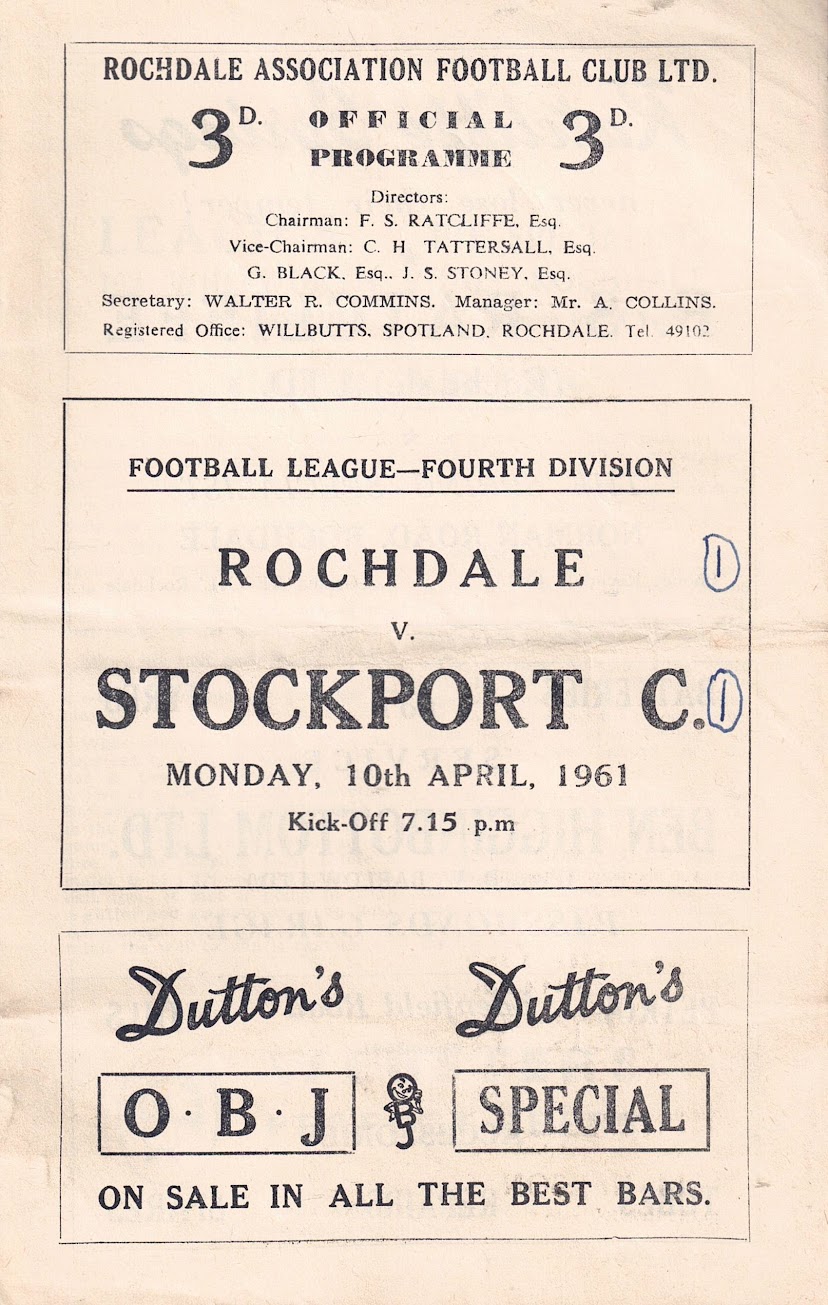 ROCHDALE ASSOCIATION FOOTBALL CLUB LTD.
3D. OFFICIAL 3D.
PROGRAMME
Directors:
Chairman: F. S. RATCLIFFE, Esq.
Vice-Chairman: C. H TATTERSALL, Esq.
G. BLACK, Esq.. J. S. STONEY, Esq.
Secretary: WALTER R. COMMINS. Manager: Mr. A. COLLINS.
Registered Office: WILLBUTTS, SPOTLAND, ROCHDALE. Tel. 49102
FOOTBALL LEAGUE—FOURTH DIVISION
ROCHDALE 1
V.
STOCKPORT C. 1
MONDAY, 10th APRIL, 1961
Kick-Off 7.15 p.m
Dutton's Dutton's
O·B·J OBJ SPECIAL
ON SALE IN ALL THE BEST BARS.